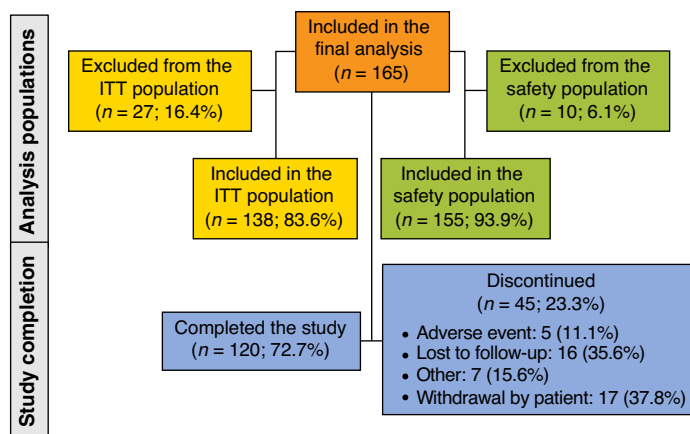 Analysis populations
Included in the
final analysis
(n = 165)
Excluded from the
ITT population
(n = 27; 16.4%)
Excluded from the
safety population
(n = 10; 6.1%)
Included in the
ITT population
(n = 138; 83.6%)
Included in the
safety population
(n = 155; 93.9%)
Study completion
Completed the study
(n = 120; 72.7%)
Discontinued
(n = 45; 23.3%)
• Adverse event: 5 (11.1%)
• Lost to follow-up: 16 (35.6%)
• Other: 7 (15.6%)
• Withdrawal by patient: 17 (37.8%)